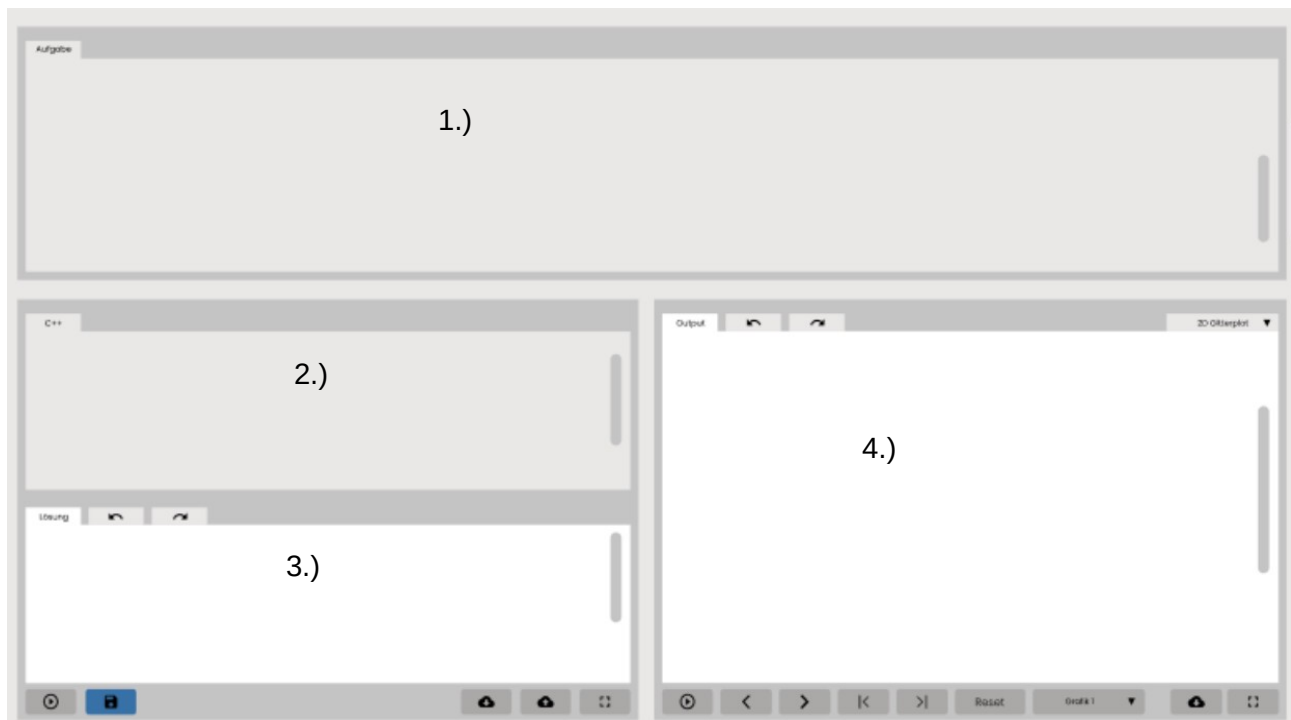 Aufgabe
1.)
C++
2.)
Lösung
3.)
Output
2D Gitterplot
4.)
Reset
Grafik 1